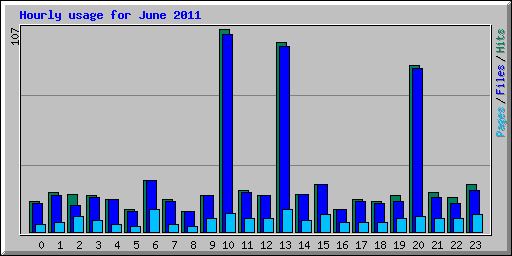 Hourly usage for June 2011
107
Pages / Files / Hits
0 1 2 3 4 5 6 7 8 9 10 11 12 13 14 15 16 17 18 19 20 21 22 23